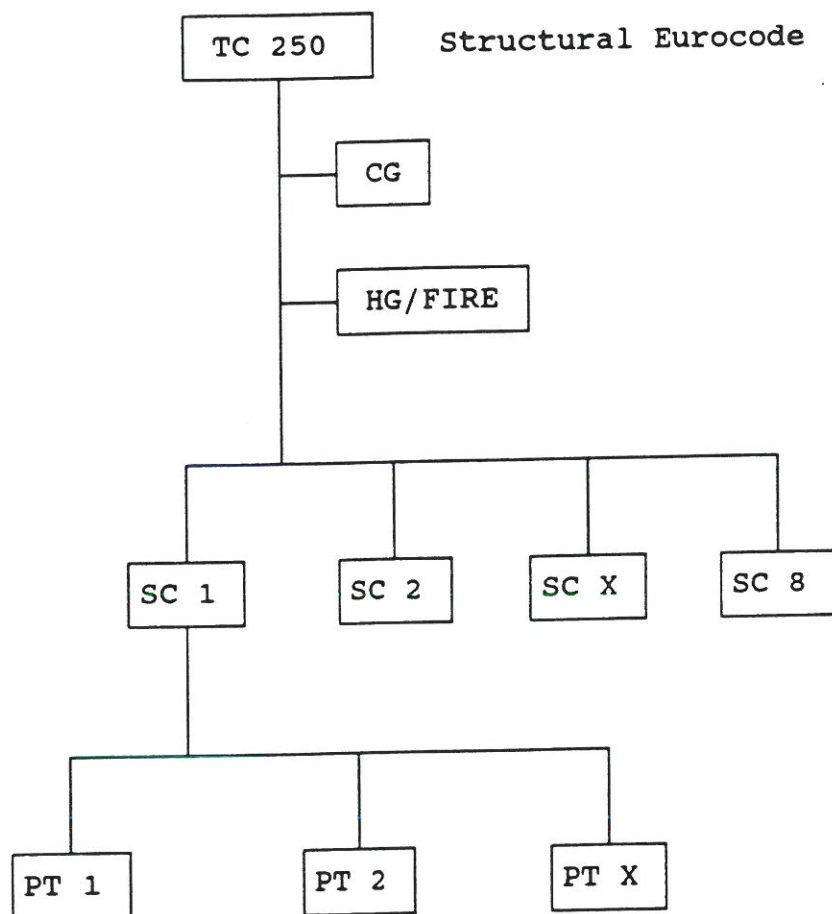 TC 250 Structural Eurocode
CG
HG/FIRE
SC 1 SC 2 SC X SC 8
PT 1 PT 2 PT X